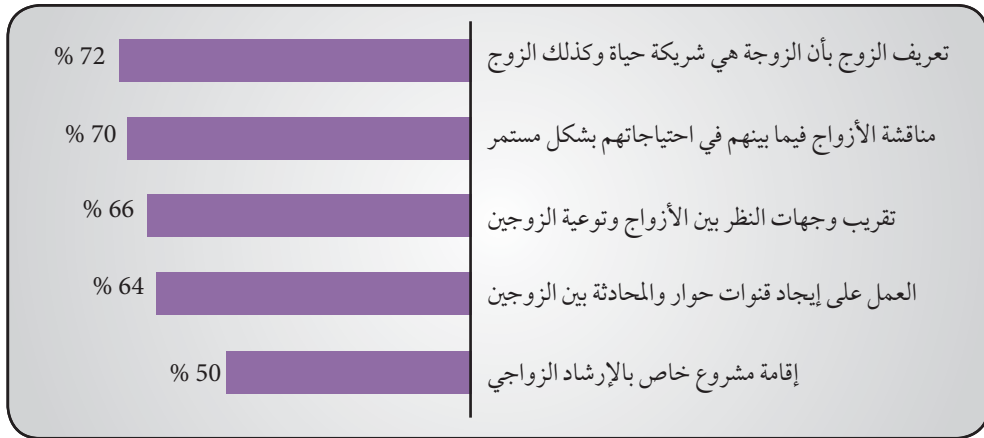 تعريف الزوج بأن الزوجة هي شريكة حياة وكذلك الزوج
72 %
مناقشة الأزواج فيما بينهم في احتياجاتهم بشكل مستمر
70 %
تقريب وجهات النظر بين الأزواج وتوعية الزوجين
66 %
العمل على إيجاد قنوات حوار والمحادثة بين الزوجين
64 %
إقامة مشروع خاص بالإرشاد الزواجي
50 %